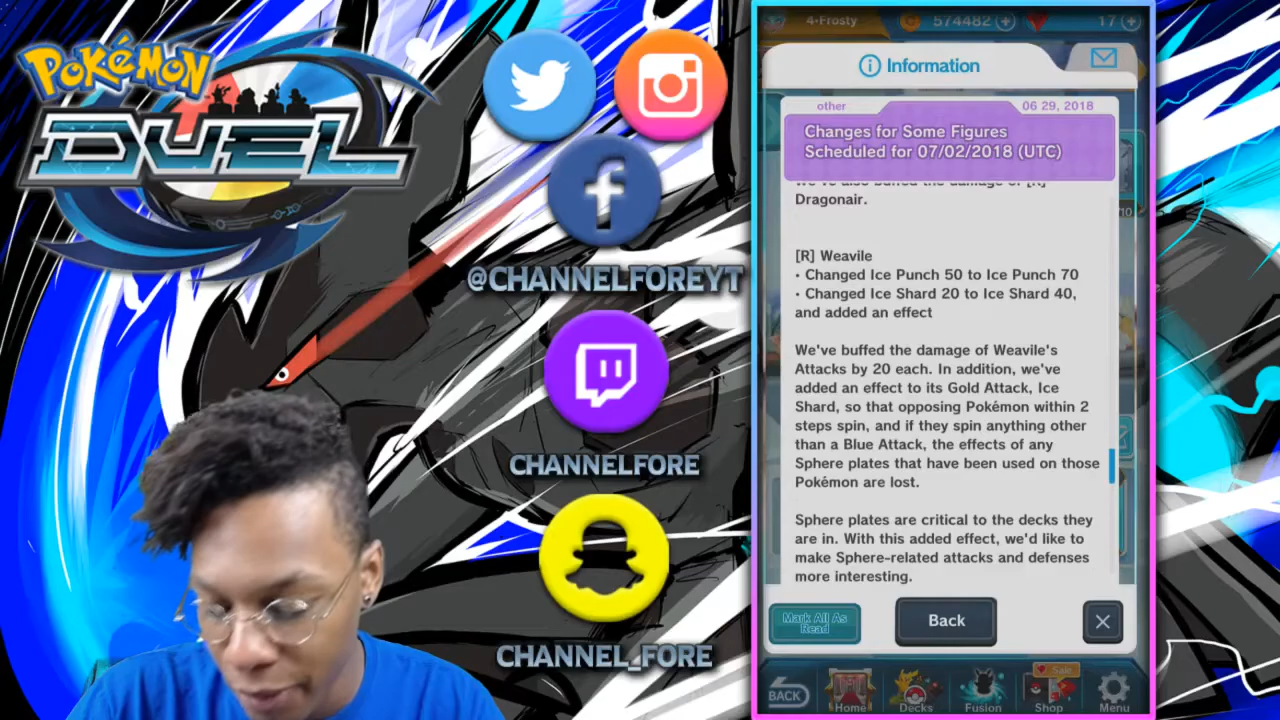 POKéMON
DUEL
@CHANNELFOREYT
CHANNELFORE
CHANNEL_FORE
4-Frosty
574482
17
Information
other
06 29, 2018
Changes for Some Figures
Scheduled for 07/02/2018 (UTC)
We've also buffed the damage of [R]
Dragonair.
[R] Weavile
• Changed Ice Punch 50 to Ice Punch 70
• Changed Ice Shard 20 to Ice Shard 40,
and added an effect
We've buffed the damage of Weavile's
Attacks by 20 each. In addition, we've
added an effect to its Gold Attack, Ice
Shard, so that opposing Pokémon within 2
steps spin, and if they spin anything other
than a Blue Attack, the effects of any
Sphere plates that have been used on those
Pokémon are lost.
Sphere plates are critical to the decks they
are in. With this added effect, we'd like to
make Sphere-related attacks and defenses
more interesting.
Mark All As
Read
Back
BACK
Home
Decks
Fusion
Sale
Shop
Menu